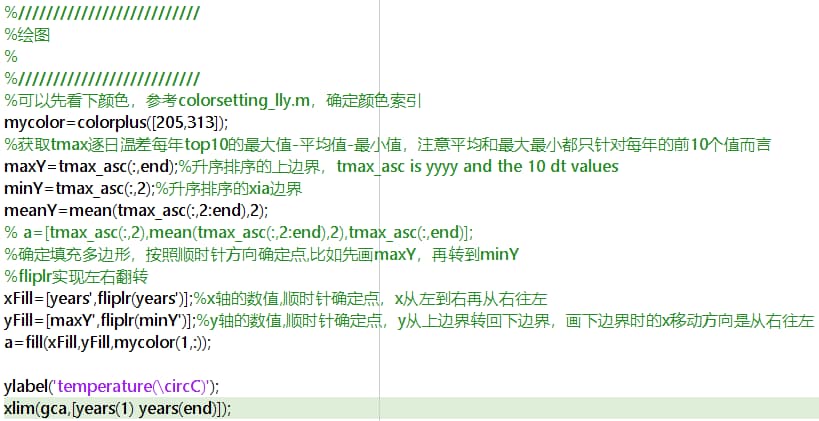 %//////////////////////////
%绘图
%
%//////////////////////////
%可以先看下颜色，参考colorsetting_lly.m，确定颜色索引
mycolor=colorplus([205,313]);
%获取tmax逐日温差每年top10的最大值-平均值-最小值，注意平均和最大最小都只针对每年的前10个值而言
maxY=tmax_asc(:,end);%升序排序的上边界，tmax_asc is yyyy and the 10 dt values
minY=tmax_asc(:,2);%升序排序的xia边界
meanY=mean(tmax_asc(:,2:end),2);
% a=[tmax_asc(:,2),mean(tmax_asc(:,2:end),2),tmax_asc(:,end)];
%确定填充多边形，按照顺时针方向确定点,比如先画maxY，再转到minY
%fliplr实现左右翻转
xFill=[years',fliplr(years')];%x轴的数值,顺时针确定点，x从左到右再从右往左
yFill=[maxY',fliplr(minY')];%y轴的数值,顺时针确定点，y从上边界转回下边界，画下边界时的x移动方向是从右往左
a=fill(xFill,yFill,mycolor(1,:));
ylabel('temperature(\circC)');
xlim(gca,[years(1) years(end)]);